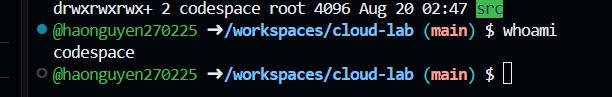 drwxrwxrwx+ 2 codespace root 4096 Aug 20 02:47 src
@haonguyen270225 ➜/workspaces/cloud-lab (main) $ whoami
codespace
@haonguyen270225 ➜/workspaces/cloud-lab (main) $